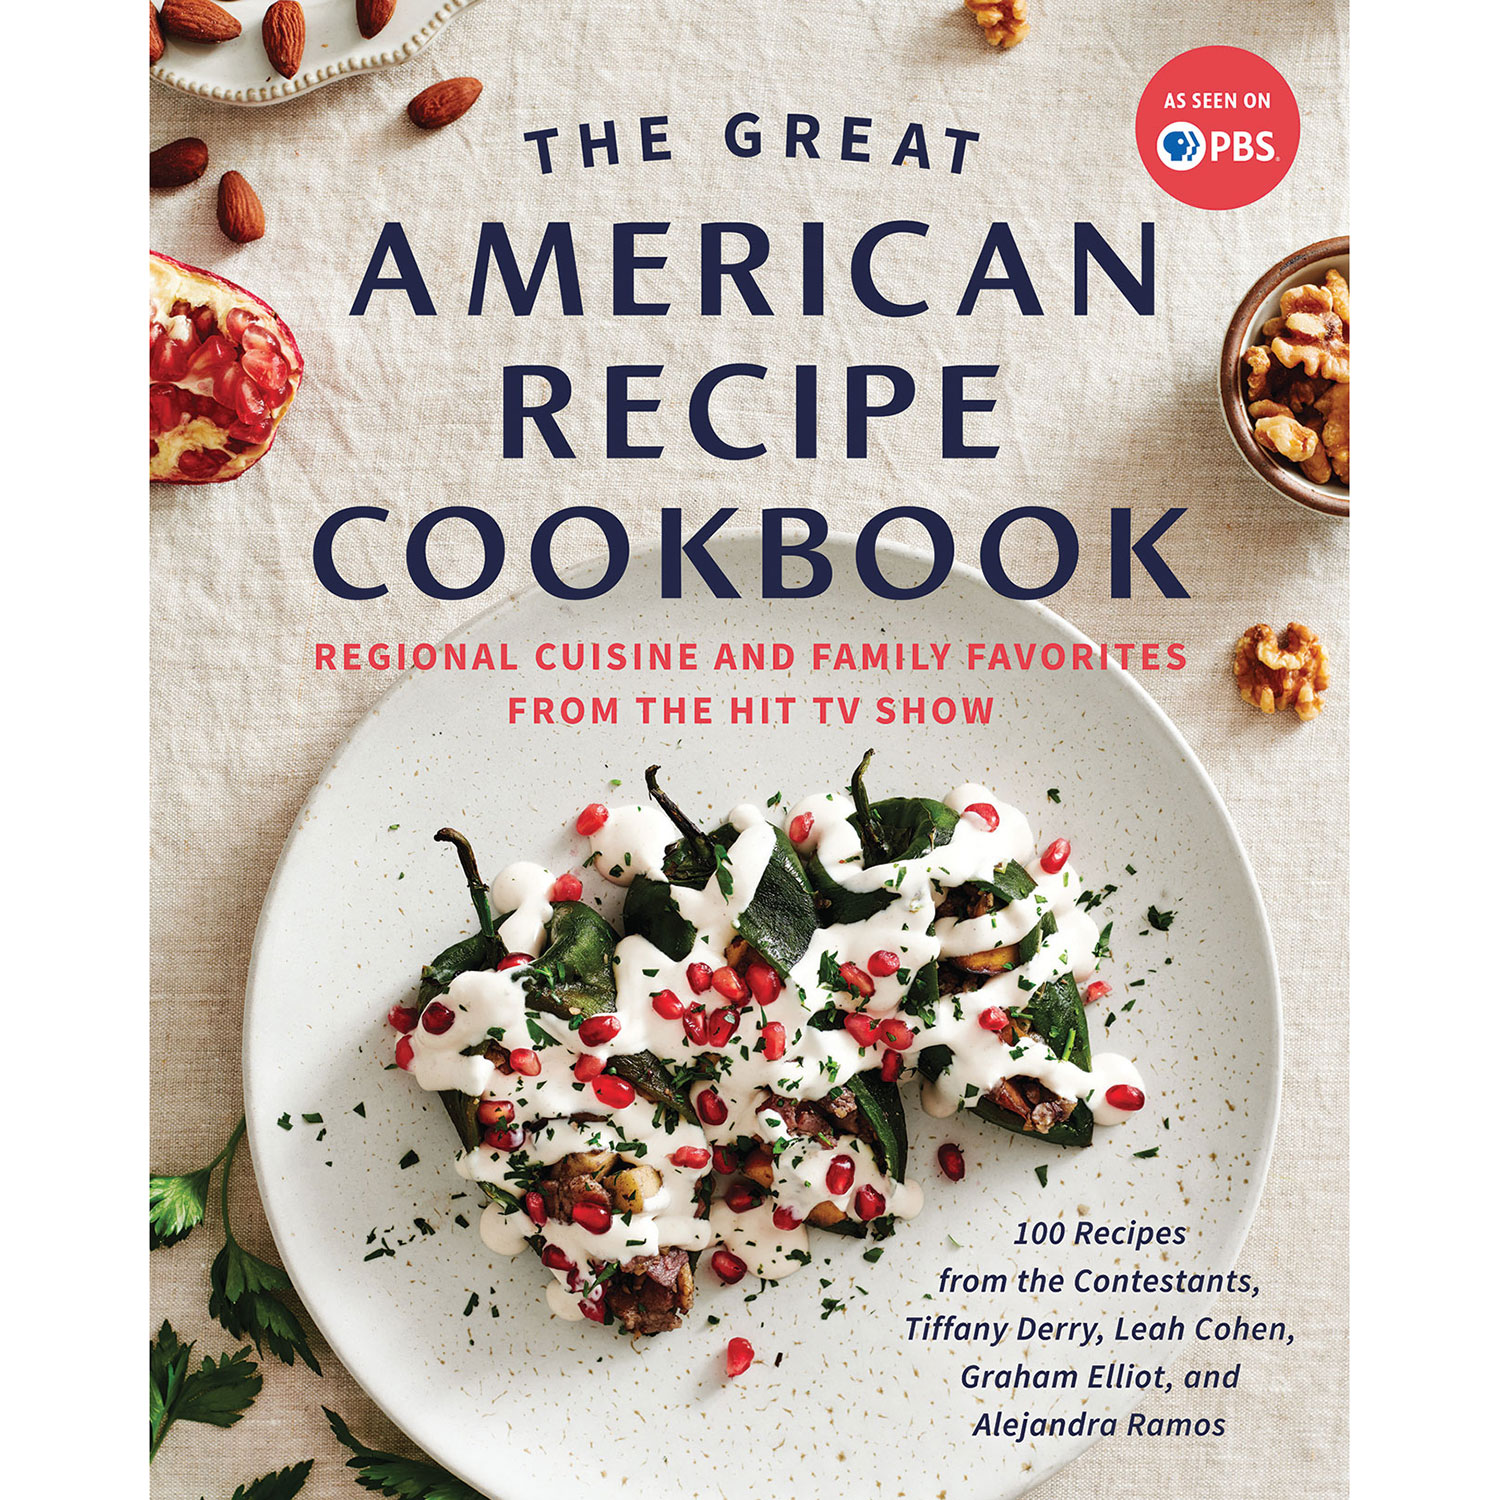 AS SEEN ON
PBS
THE GREAT
AMERICAN
RECIPE
COOKBOOK
REGIONAL CUISINE AND FAMILY FAVORITES
FROM THE HIT TV SHOW
100 Recipes
from the Contestants,
Tiffany Derry, Leah Cohen,
Graham Elliot, and
Alejandra Ramos